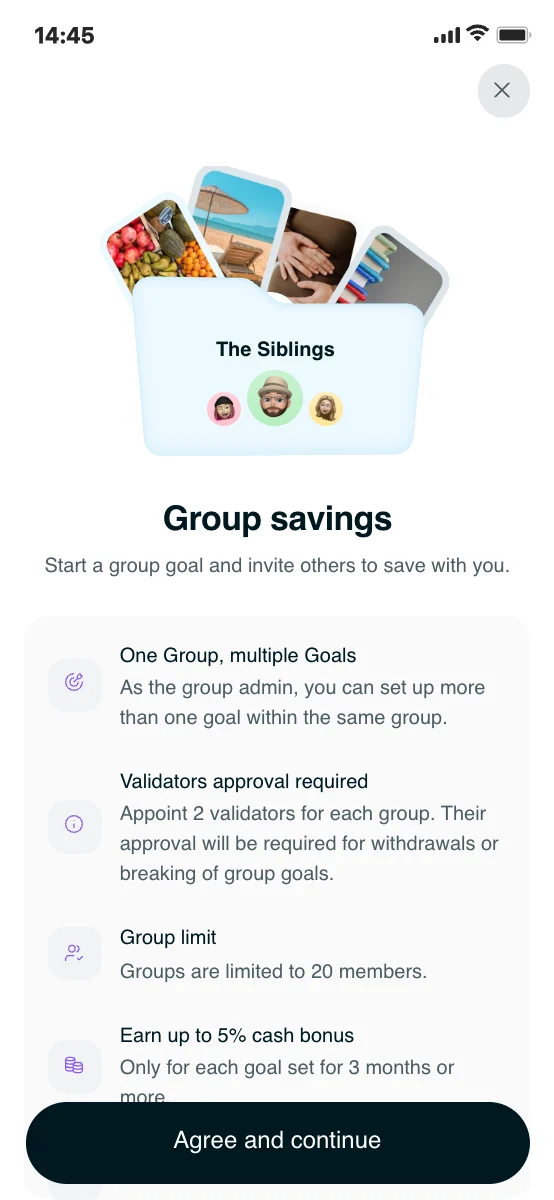 14:45
The Siblings
Group savings
Start a group goal and invite others to save with you.
One Group, multiple Goals
As the group admin, you can set up more
than one goal within the same group.
Validators approval required
Appoint 2 validators for each group. Their
approval will be required for withdrawals or
breaking of group goals.
Group limit
Groups are limited to 20 members.
Earn up to 5% cash bonus
Only for each goal set for 3 months or
more
Agree and continue